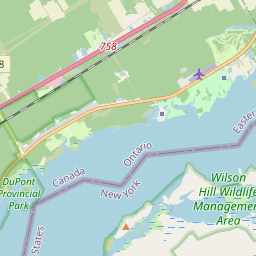 758
8
Eastern
Ontario
Canada
New York
DuPont
Provincial
Park
States
Wilson
Hill Wildlife
Management
Area